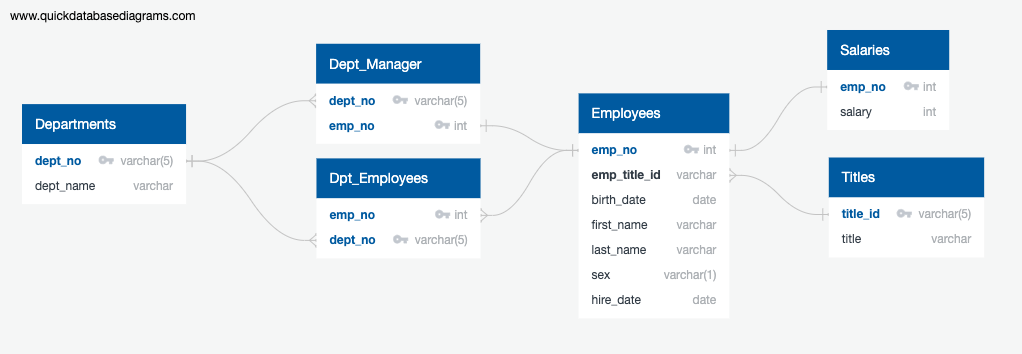 www.quickdatabasediagrams.com
Departments
dept_no varchar(5)
dept_name varchar
Dept_Manager
dept_no varchar(5)
emp_no int
Dpt_Employees
emp_no int
dept_no varchar(5)
Employees
emp_no int
emp_title_id varchar
birth_date date
first_name varchar
last_name varchar
sex varchar(1)
hire_date date
Salaries
emp_no int
salary int
Titles
title_id varchar(5)
title varchar